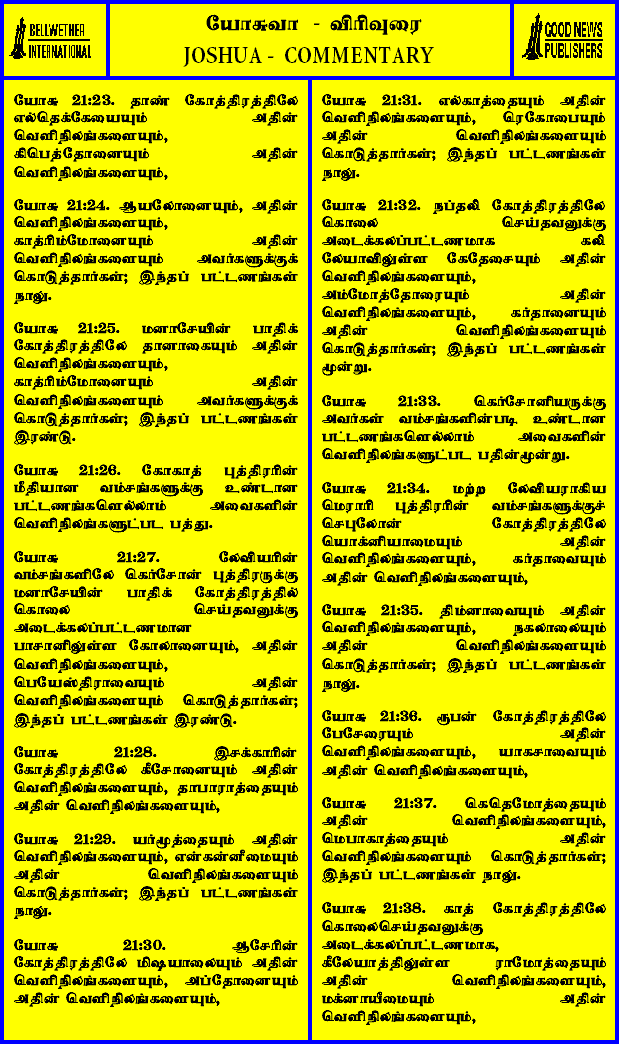 BELLWETHER
INTERNATIONAL
யோசுவா - விரிவுரை
JOSHUA - COMMENTARY
GOOD NEWS
PUBLISHERS
யோசு 21:23. தாண் கோத்திரத்திலே
எல்தெக்கேயையும் அதின்
வெளிநிலங்களையும்,
கிபெத்தோனையும் அதின்
வெளிநிலங்களையும்,
யோசு 21:24. ஆயலோனையும், அதின்
வெளிநிலங்களையும்,
காத்ரிம்மோனையும் அதின்
வெளிநிலங்களையும் அவர்களுக்குக்
கொடுத்தார்கள்; இந்தப் பட்டணங்கள்
நாலு.
யோசு 21:25. மனாசேயின் பாதிக்
கோத்திரத்திலே தானாகையும் அதின்
வெளிநிலங்களையும்,
காத்ரிம்மோனையும் அதின்
வெளிநிலங்களையும் அவர்களுக்குக்
கொடுத்தார்கள்; இந்தப் பட்டணங்கள்
இரண்டு.
யோசு 21:26. கோகாத் புத்திரரின்
மீதியான வம்சங்களுக்கு உண்டான
பட்டணங்களெல்லாம் அவைகளின்
வெளிநிலங்களுட்பட பத்து.
யோசு 21:27. லேவியரின்
வம்சங்களிலே கெர்சோன் புத்திரருக்கு
மனாசேயின் பாதிக் கோத்திரத்தில்
கொலை செய்தவனுக்கு
அடைக்கலப்பட்டணமான
பாசானிலுள்ள கோலானையும், அதின்
வெளிநிலங்களையும்,
பெயேஸ்திராவையும் அதின்
வெளிநிலங்களையும் கொடுத்தார்கள்;
இந்தப் பட்டணங்கள் இரண்டு.
யோசு 21:28. இசக்காரின்
கோத்திரத்திலே கீசோனையும் அதின்
வெளிநிலங்களையும், தாபாராத்தையும்
அதின் வெளிநிலங்களையும்,
யோசு 21:29. யர்மூத்தையும் அதின்
வெளிநிலங்களையும், என்கன்னீமையும்
அதின் வெளிநிலங்களையும்
கொடுத்தார்கள்; இந்தப் பட்டணங்கள்
நாலு.
யோசு 21:30. ஆசேரின்
கோத்திரத்திலே மிஷயாலையும் அதின்
வெளிநிலங்களையும், அப்தோனையும்
அதின் வெளிநிலங்களையும்,
யோசு 21:31. எல்காத்தையும் அதின்
வெளிநிலங்களையும், ரெகோபையும்
அதின் வெளிநிலங்களையும்
கொடுத்தார்கள்; இந்தப் பட்டணங்கள்
நாலு.
யோசு 21:32. நப்தலி கோத்திரத்திலே
கொலை செய்தவனுக்கு
அடைக்கலப்பட்டணமாக கலி
லேயாவிலுள்ள கேதேசையும் அதின்
வெளிநிலங்களையும்,
அம்மோத்தோரையும் அதின்
வெளிநிலங்களையும், கர்தானையும்
அதின் வெளிநிலங்களையும்
கொடுத்தார்கள்; இந்தப் பட்டணங்கள்
மூன்று.
யோசு 21:33. கெர்சோனியருக்கு
அவர்கள் வம்சங்களின்படி உண்டான
பட்டணங்களெல்லாம் அவைகளின்
வெளிநிலங்களுட்பட பதின்மூன்று.
யோசு 21:34. மற்ற லேவியராகிய
மெராரி புத்திரரின் வம்சங்களுக்குச்
செபுலோன் கோத்திரத்திலே
யொக்னியாமையும் அதின்
வெளிநிலங்களையும், கர்தாவையும்
அதின் வெளிநிலங்களையும்,
யோசு 21:35. திம்னாவையும் அதின்
வெளிநிலங்களையும், நகலாலையும்
அதின் வெளிநிலங்களையும்
கொடுத்தார்கள்; இந்தப் பட்டணங்கள்
நாலு.
யோசு 21:36. ரூபன் கோத்திரத்திலே
பேசேரையும் அதின்
வெளிநிலங்களையும், யாகசாவையும்
அதின் வெளிநிலங்களையும்,
யோசு 21:37. கெதெமோத்தையும்
அதின் வெளிநிலங்களையும்,
மெபாகாத்தையும் அதின்
வெளிநிலங்களையும் கொடுத்தார்கள்;
இந்தப் பட்டணங்கள் நாலு.
யோசு 21:38. காத் கோத்திரத்திலே
கொலைசெய்தவனுக்கு
அடைக்கலப்பட்டணமாக,
கீலேயாத்திலுள்ள ராமோத்தையும்
அதின் வெளிநிலங்களையும்,
மக்னாயீமையும் அதின்
வெளிநிலங்களையும்,